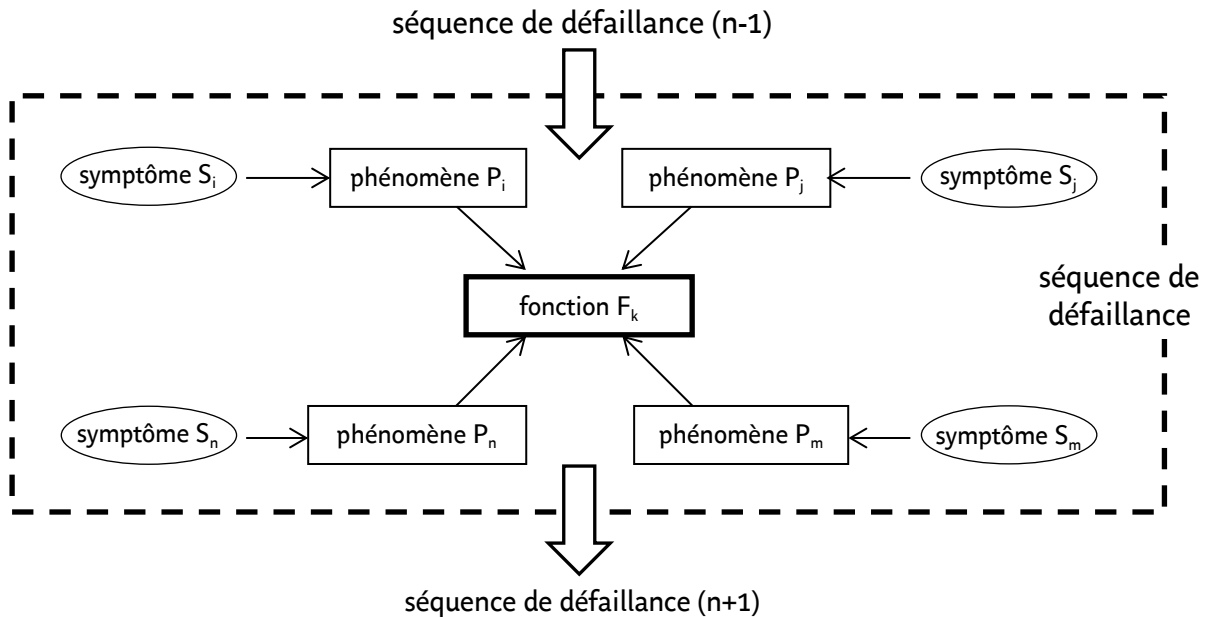 séquence de défaillance (n-1)
symptôme Si
phénomène Pi
phénomène Pj
symptôme Sj
fonction Fk
séquence de
défaillance
symptôme Sn
phénomène Pn
phénomène Pm
symptôme Sm
séquence de défaillance (n+1)